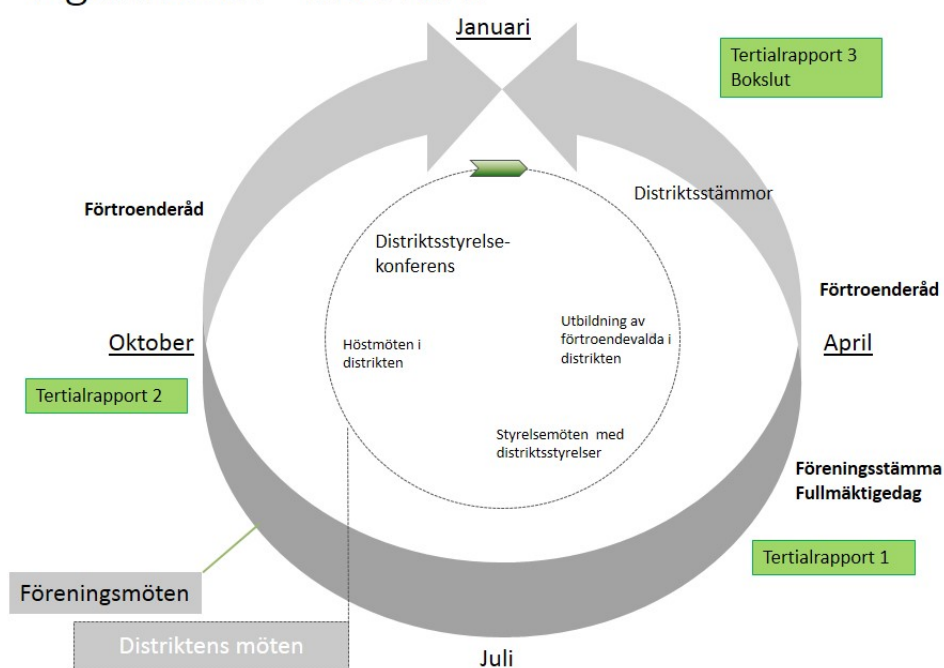 Januari
Tertialrapport 3
Bokslut
Distriktsstämmor
Förtroenderåd
Distriktsstyrelse-
konferens
Förtroenderåd
Utbildning av
förtroendevalda i
distrikten
Höstmöten i
distrikten
Oktober
April
Tertialrapport 2
Styrelsemöten med
distriktsstyrelser
Föreningsstämma
Fullmäktigedag
Tertialrapport 1
Föreningsmöten
Distriktens möten
Juli